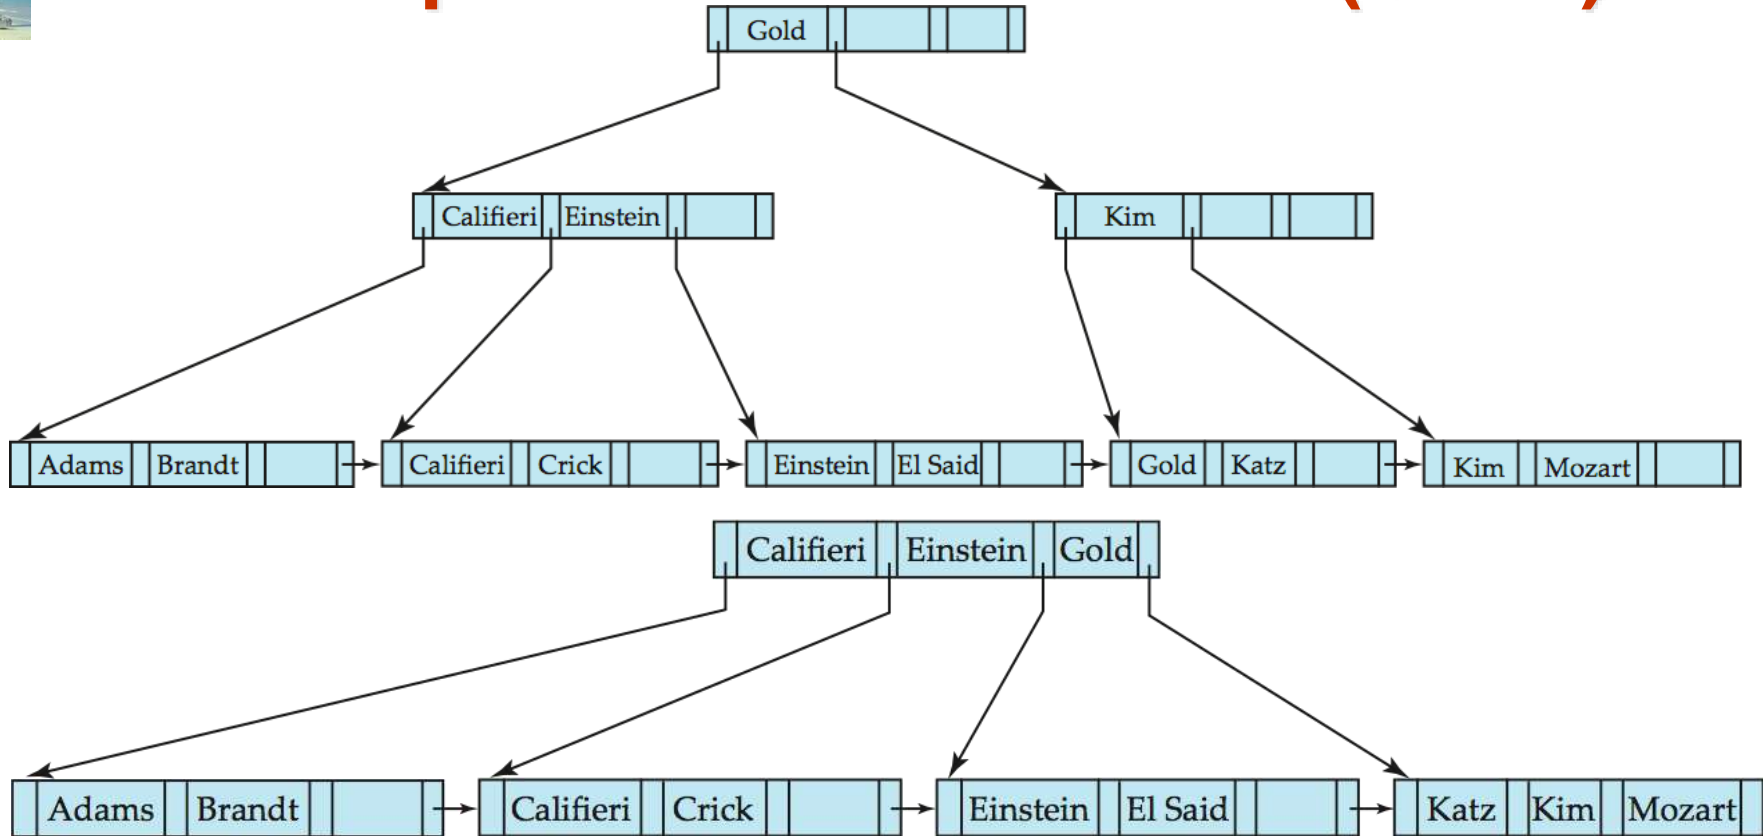 Gold
Califieri Einstein
Kim
Adams Brandt
Califieri Crick
Einstein El Said
Gold Katz
Kim Mozart
Califieri Einstein Gold
Adams Brandt
Califieri Crick
Einstein El Said
Katz Kim Mozart